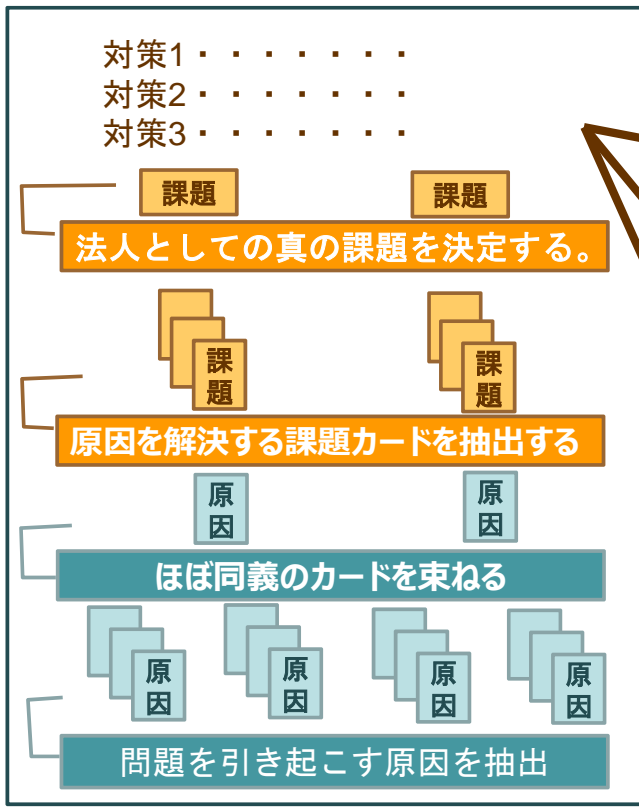 対策1・・・・・・・
対策2・・・・・・・
対策3・・・・・・・
課題 課題
法人としての真の課題を決定する。
課題 課題
原因を解決する課題カードを抽出する
原因 原因
ほぼ同義のカードを束ねる
原因 原因 原因 原因
問題を引き起こす原因を抽出